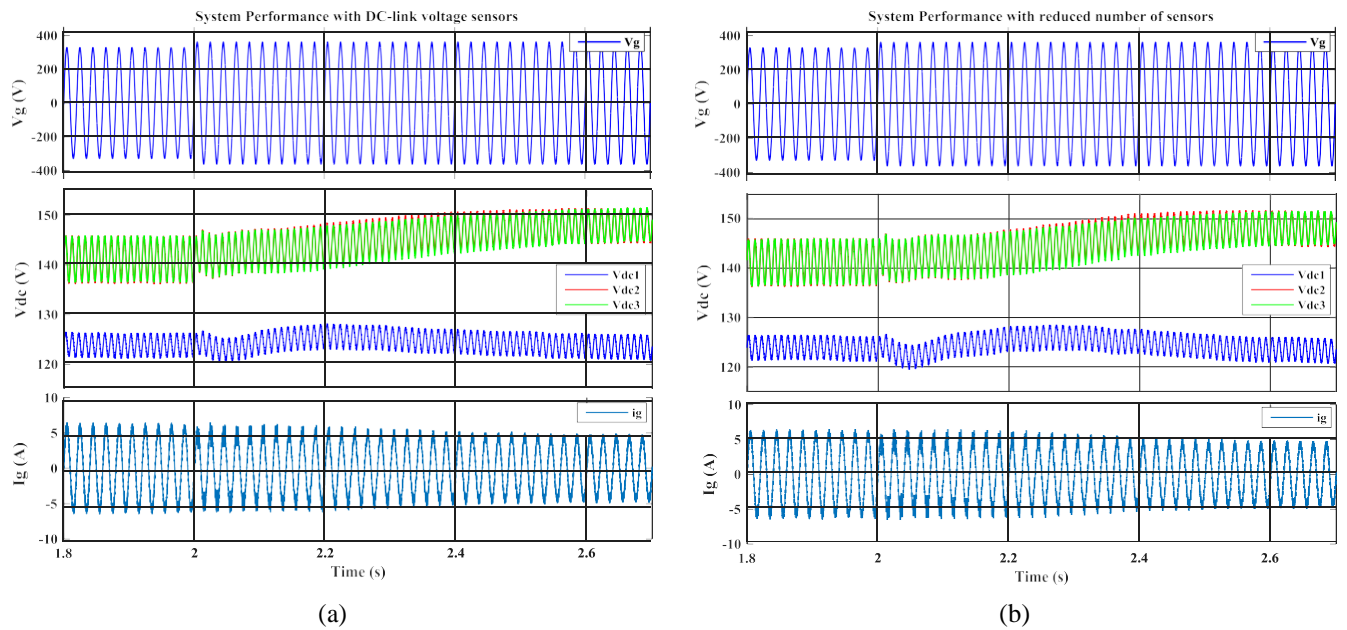 System Performance with DC-link voltage sensors
400
200
0
-200
-400
Vg (V)
Vg
150
140
130
120
Vdc (V)
Vdc1
Vdc2
Vdc3
10
5
0
-5
-10
Ig (A)
ig
1.8 2 2.2 2.4 2.6
Time (s)
(a)
System Performance with reduced number of sensors
400
200
0
-200
-400
Vg (V)
Vg
150
140
130
120
Vdc (V)
Vdc1
Vdc2
Vdc3
10
5
0
-5
-10
Ig (A)
ig
1.8 2 2.2 2.4 2.6
Time (s)
(b)